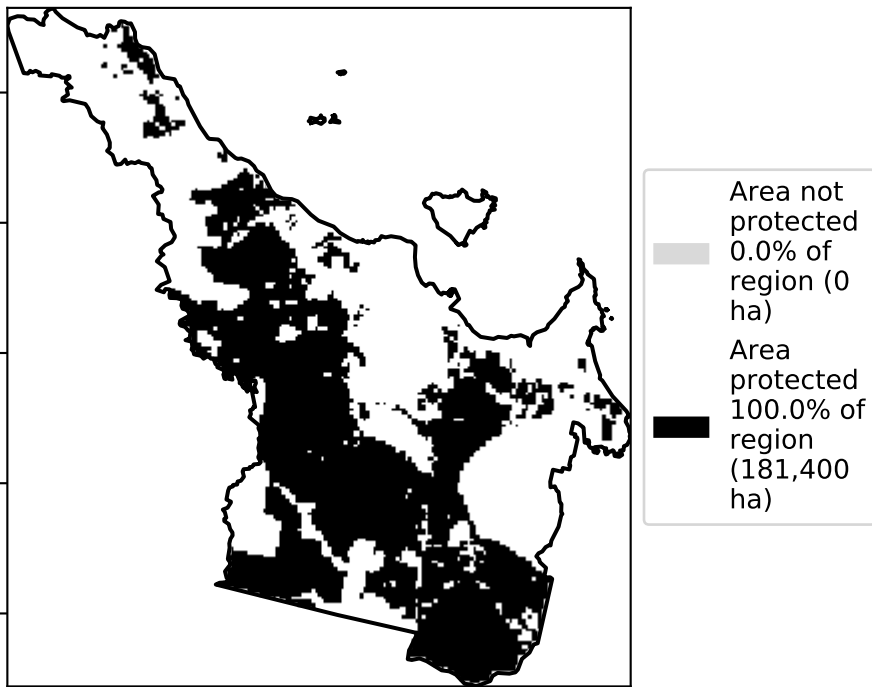 Area not
protected
0.0% of
region (0
ha)
Area
protected
100.0% of
region
(181,400
ha)